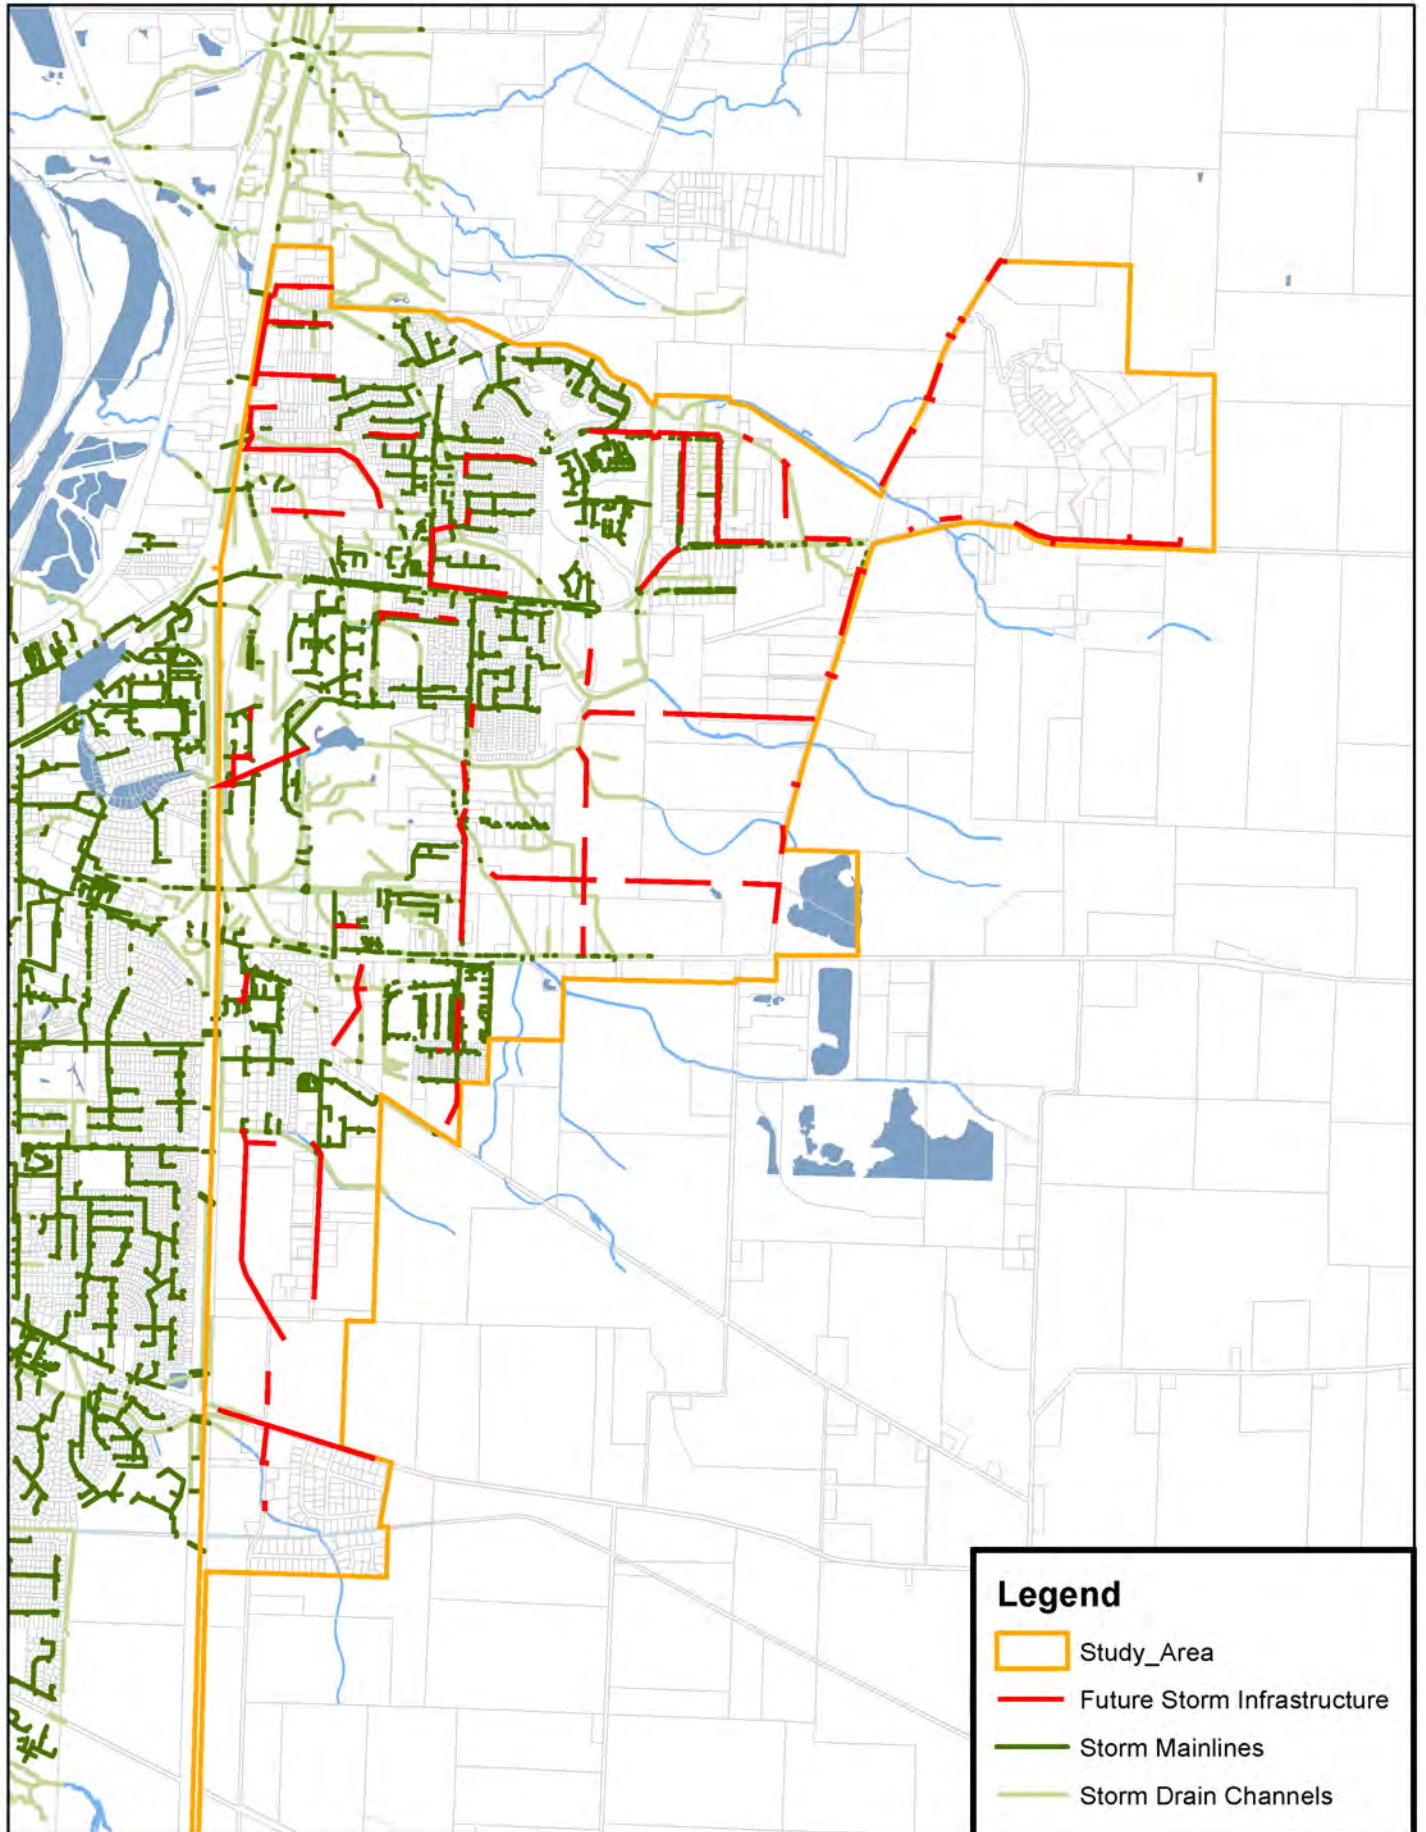 Legend
Study_Area
Future Storm Infrastructure
Storm Mainlines
Storm Drain Channels